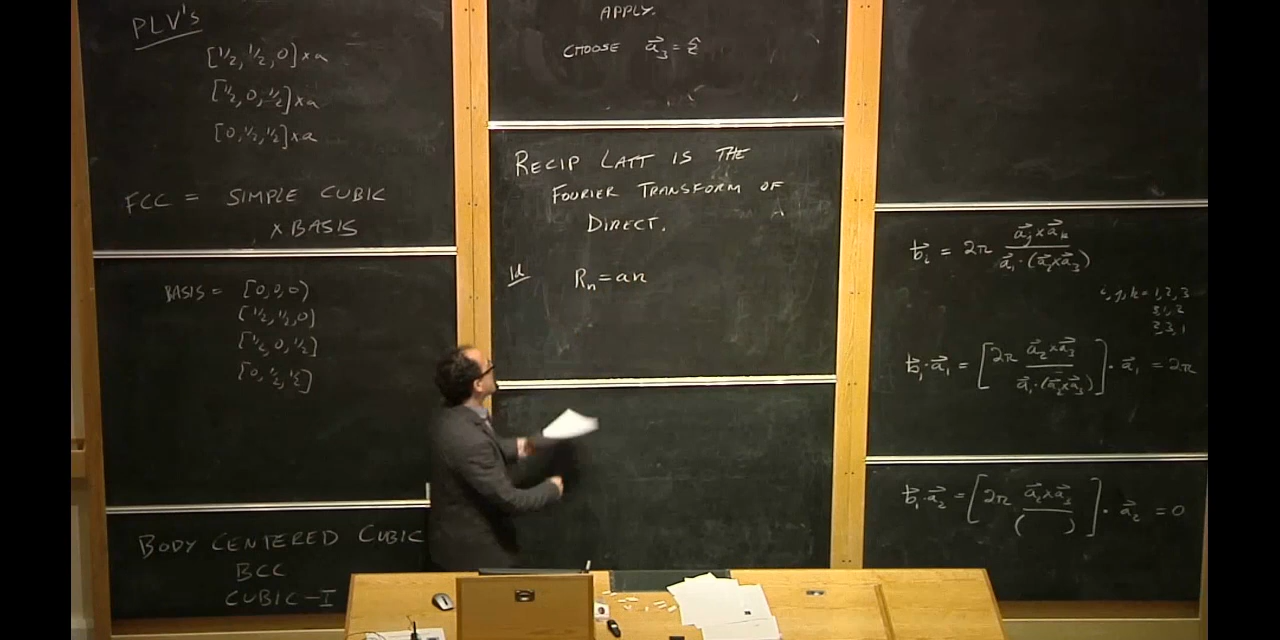 PLV's
[1/2, 1/2, 0] × a
[1/2, 0, 1/2] × a
[0, 1/2, 1/2] × a
FCC = SIMPLE CUBIC
× BASIS
BASIS = [0, 0, 0)
[1/2, 1/2, 0]
[1/2, 0, 1/2]
[0, 1/2, 1/2]
BODY CENTERED CUBIC
BCC
CUBIC-I
APPLY.
CHOOSE a⃗₃ = ẑ
RECIP LATT IS THE
FOURIER TRANSFORM OF
DIRECT.
1d Rₙ = an
b⃗ᵢ = 2π (a⃗ⱼ × a⃗ₖ) / (a⃗₁ · (a⃗₂ × a⃗₃))
i, j, k = 1, 2, 3
3, 1, 2
2, 3, 1
b⃗₁ · a⃗₁ = [2π (a⃗₂ × a⃗₃) / (a⃗₁ · (a⃗₂ × a⃗₃))] · a⃗₁ = 2π
b⃗₁ · a⃗₂ = [2π (a⃗₂ × a⃗₃) / ( )] · a⃗₂ = 0